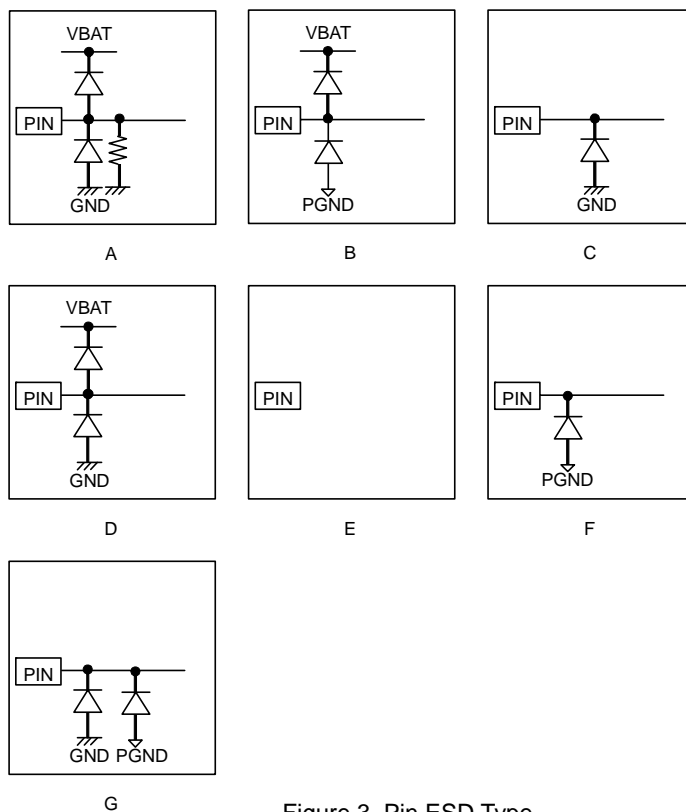 VBAT
PIN
GND
A
VBAT
PIN
PGND
B
PIN
GND
C
VBAT
PIN
GND
D
PIN
E
PIN
PGND
F
PIN
GND PGND
G
Figure 3. Pin ESD Type